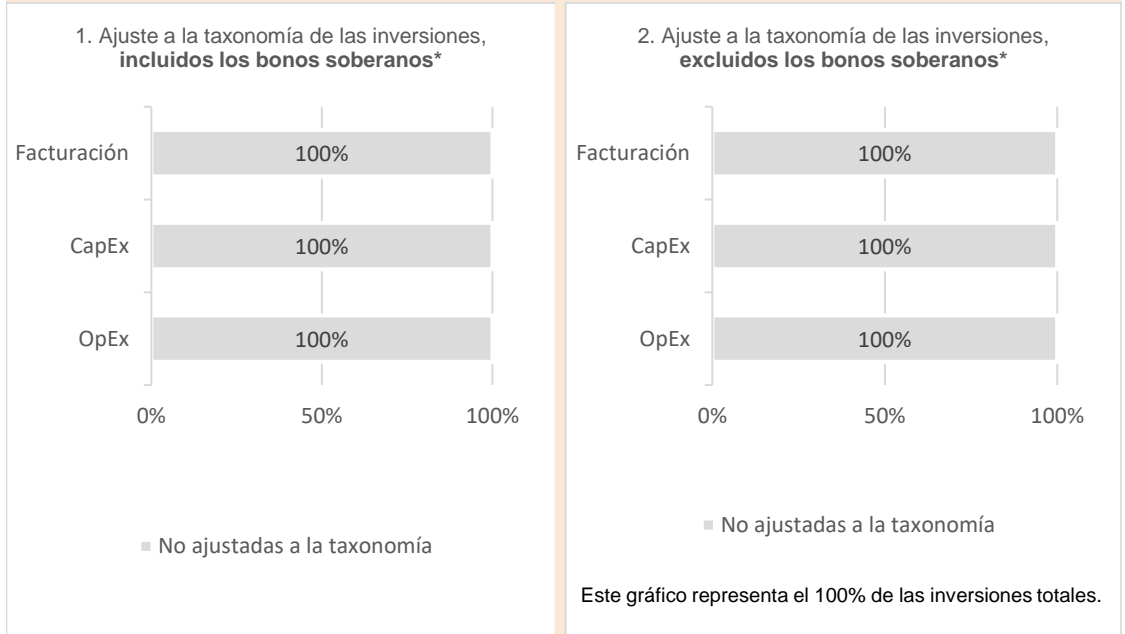 1. Ajuste a la taxonomía de las inversiones,
incluidos los bonos soberanos*
Facturación
100%
CapEx
100%
OpEx
100%
0%
50%
100%
No ajustadas a la taxonomía
2. Ajuste a la taxonomía de las inversiones,
excluidos los bonos soberanos*
Facturación
100%
CapEx
100%
OpEx
100%
0%
50%
100%
No ajustadas a la taxonomía
Este gráfico representa el 100% de las inversiones totales.